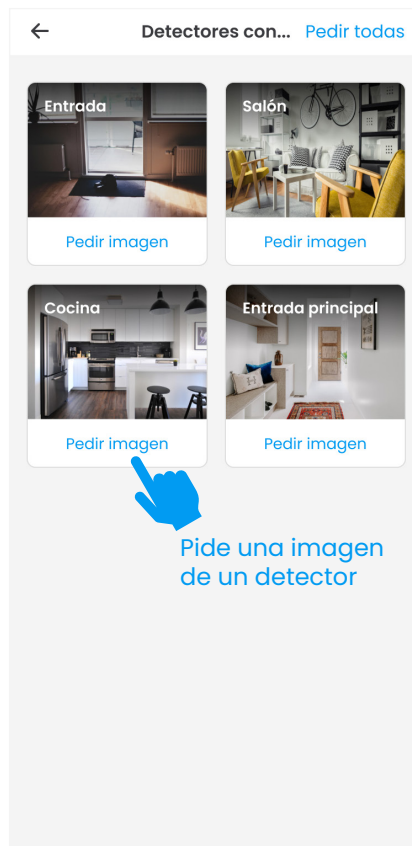 Detectores con... Pedir todas
Entrada
Salón
Pedir imagen
Pedir imagen
Cocina
Entrada principal
Pedir imagen
Pedir imagen
Pide una imagen
de un detector